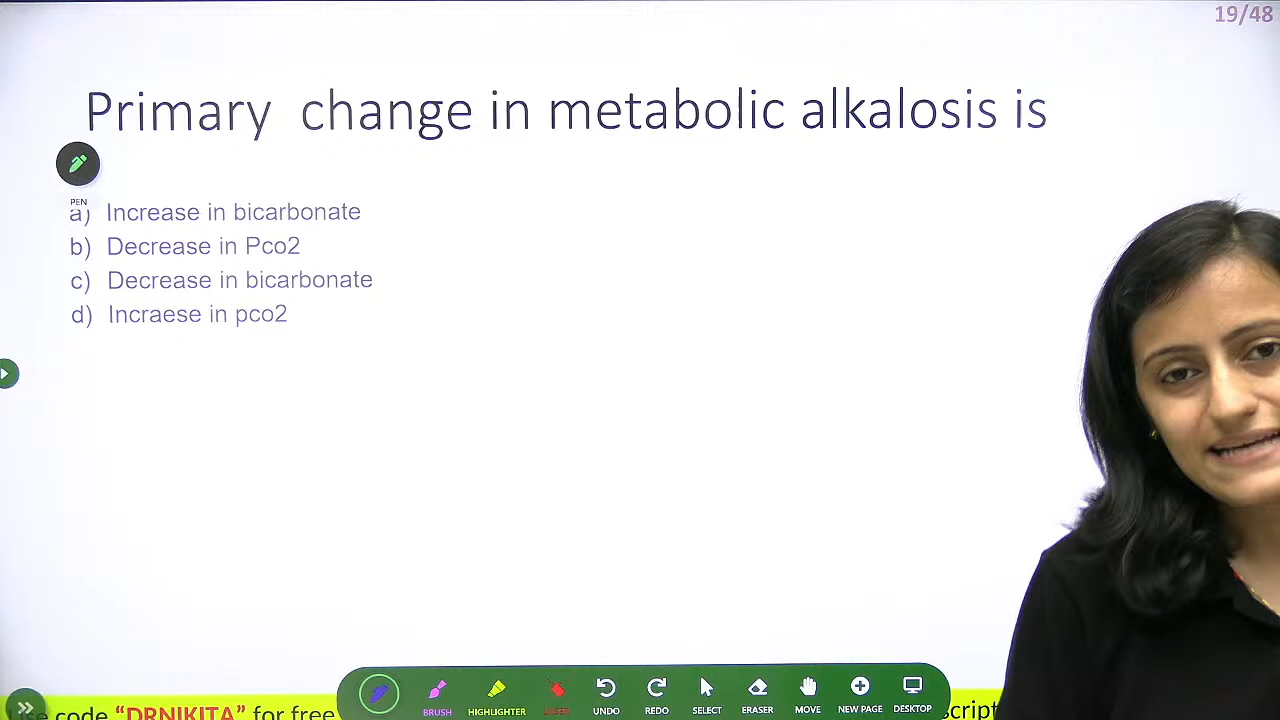 19/48
Primary change in metabolic alkalosis is
PEN
a) Increase in bicarbonate
b) Decrease in Pco2
c) Decrease in bicarbonate
d) Incraese in pco2
BRUSH HIGHLIGHTER LASER UNDO REDO SELECT ERASER MOVE NEW PAGE DESKTOP
code "DRNIKITA" for free